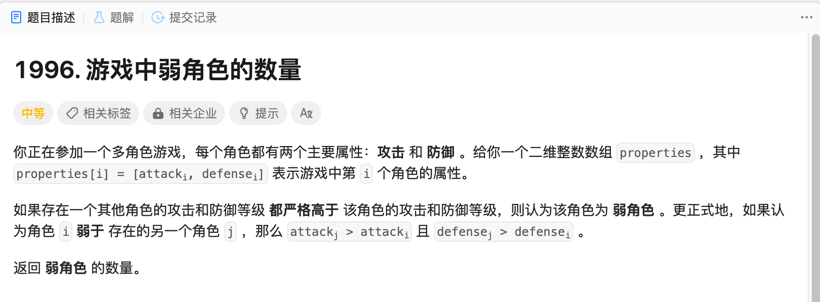 题目描述 题解 提交记录
1996. 游戏中弱角色的数量
中等 相关标签 相关企业 提示 Aあ
你正在参加一个多角色游戏，每个角色都有两个主要属性：攻击 和 防御 。给你一个二维整数数组 properties ，其中
properties[i] = [attackᵢ, defenseᵢ] 表示游戏中第 i 个角色的属性。
如果存在一个其他角色的攻击和防御等级 都严格高于 该角色的攻击和防御等级，则认为该角色为 弱角色 。更正式地，如果认
为角色 i 弱于 存在的另一个角色 j ，那么 attackⱼ > attackᵢ 且 defenseⱼ > defenseᵢ 。
返回 弱角色 的数量。